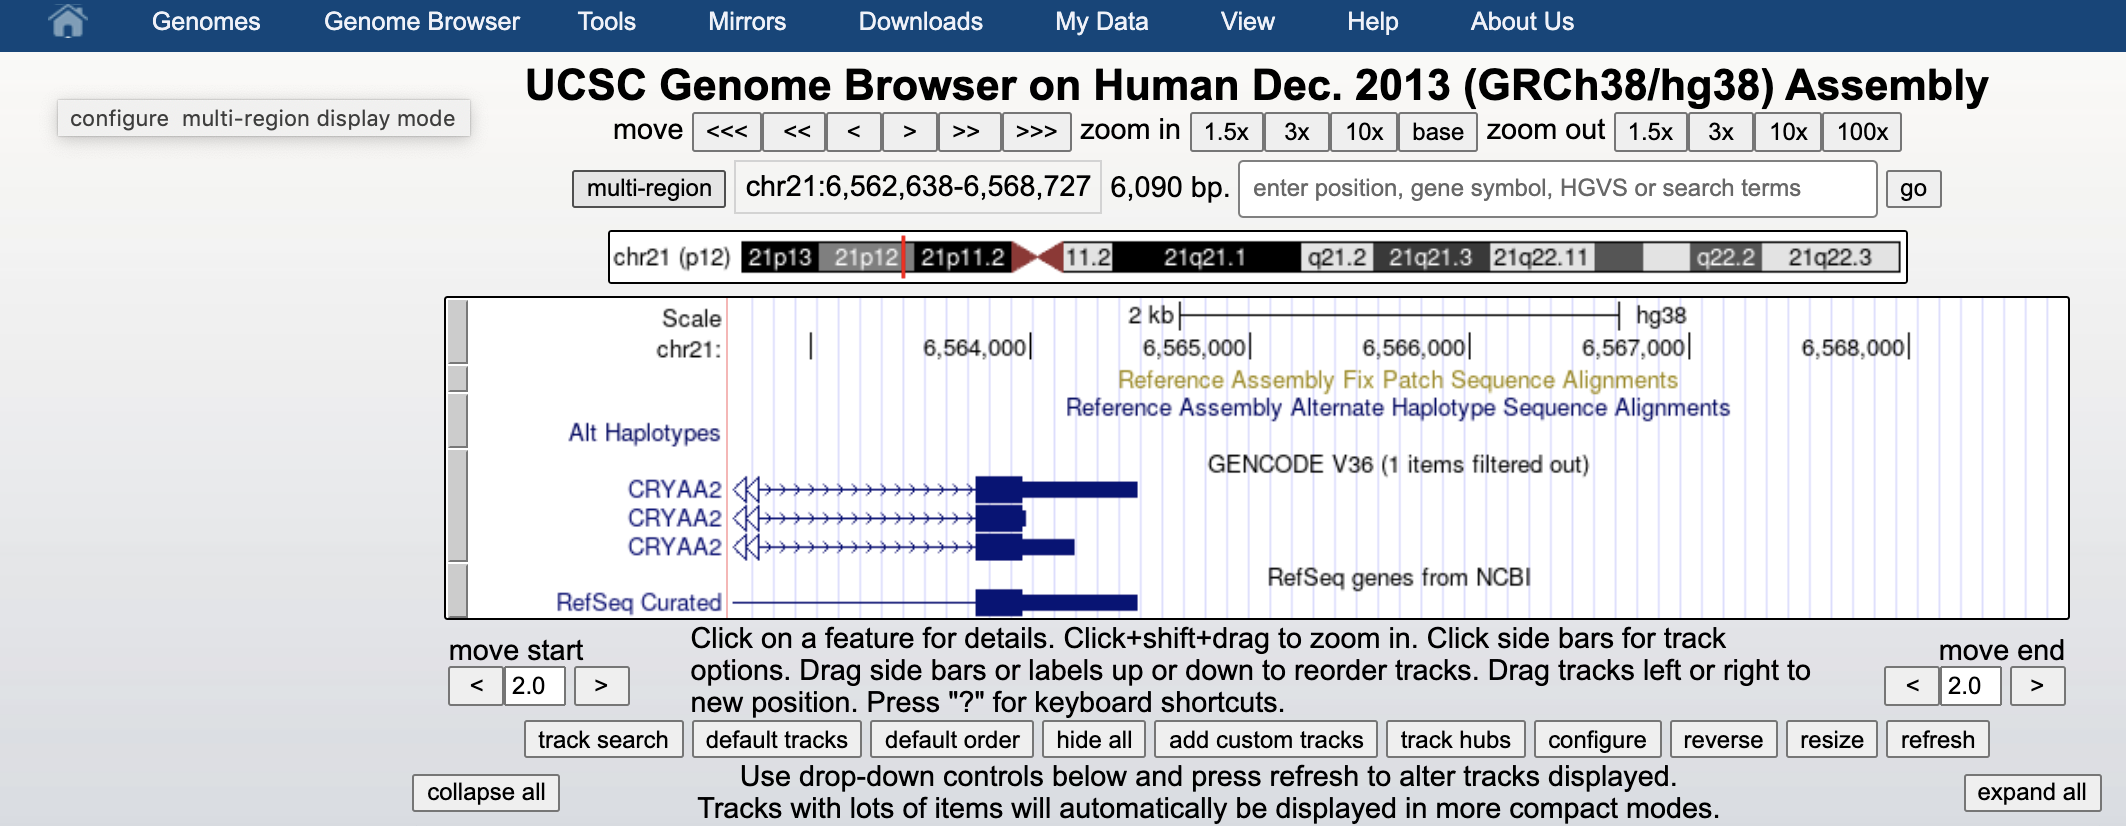 Genomes Genome Browser Tools Mirrors Downloads My Data View Help About Us
UCSC Genome Browser on Human Dec. 2013 (GRCh38/hg38) Assembly
configure multi-region display mode
move <<< << < > >> >>> zoom in 1.5x 3x 10x base zoom out 1.5x 3x 10x 100x
multi-region chr21:6,562,638-6,568,727 6,090 bp. enter position, gene symbol, HGVS or search terms go
chr21 (p12) 21p13 21p12 21p11.2 11.2 21q21.1 q21.2 21q21.3 21q22.11 q22.2 21q22.3
Scale 2 kb hg38
chr21: 6,564,000 6,565,000 6,566,000 6,567,000 6,568,000
Reference Assembly Fix Patch Sequence Alignments
Reference Assembly Alternate Haplotype Sequence Alignments
Alt Haplotypes
GENCODE V36 (1 items filtered out)
CRYAA2
CRYAA2
CRYAA2
RefSeq genes from NCBI
RefSeq Curated
move start
< 2.0 >
Click on a feature for details. Click+shift+drag to zoom in. Click side bars for track
options. Drag side bars or labels up or down to reorder tracks. Drag tracks left or right to
new position. Press "?" for keyboard shortcuts.
move end
< 2.0 >
track search default tracks default order hide all add custom tracks track hubs configure reverse resize refresh
collapse all
Use drop-down controls below and press refresh to alter tracks displayed.
Tracks with lots of items will automatically be displayed in more compact modes.
expand all